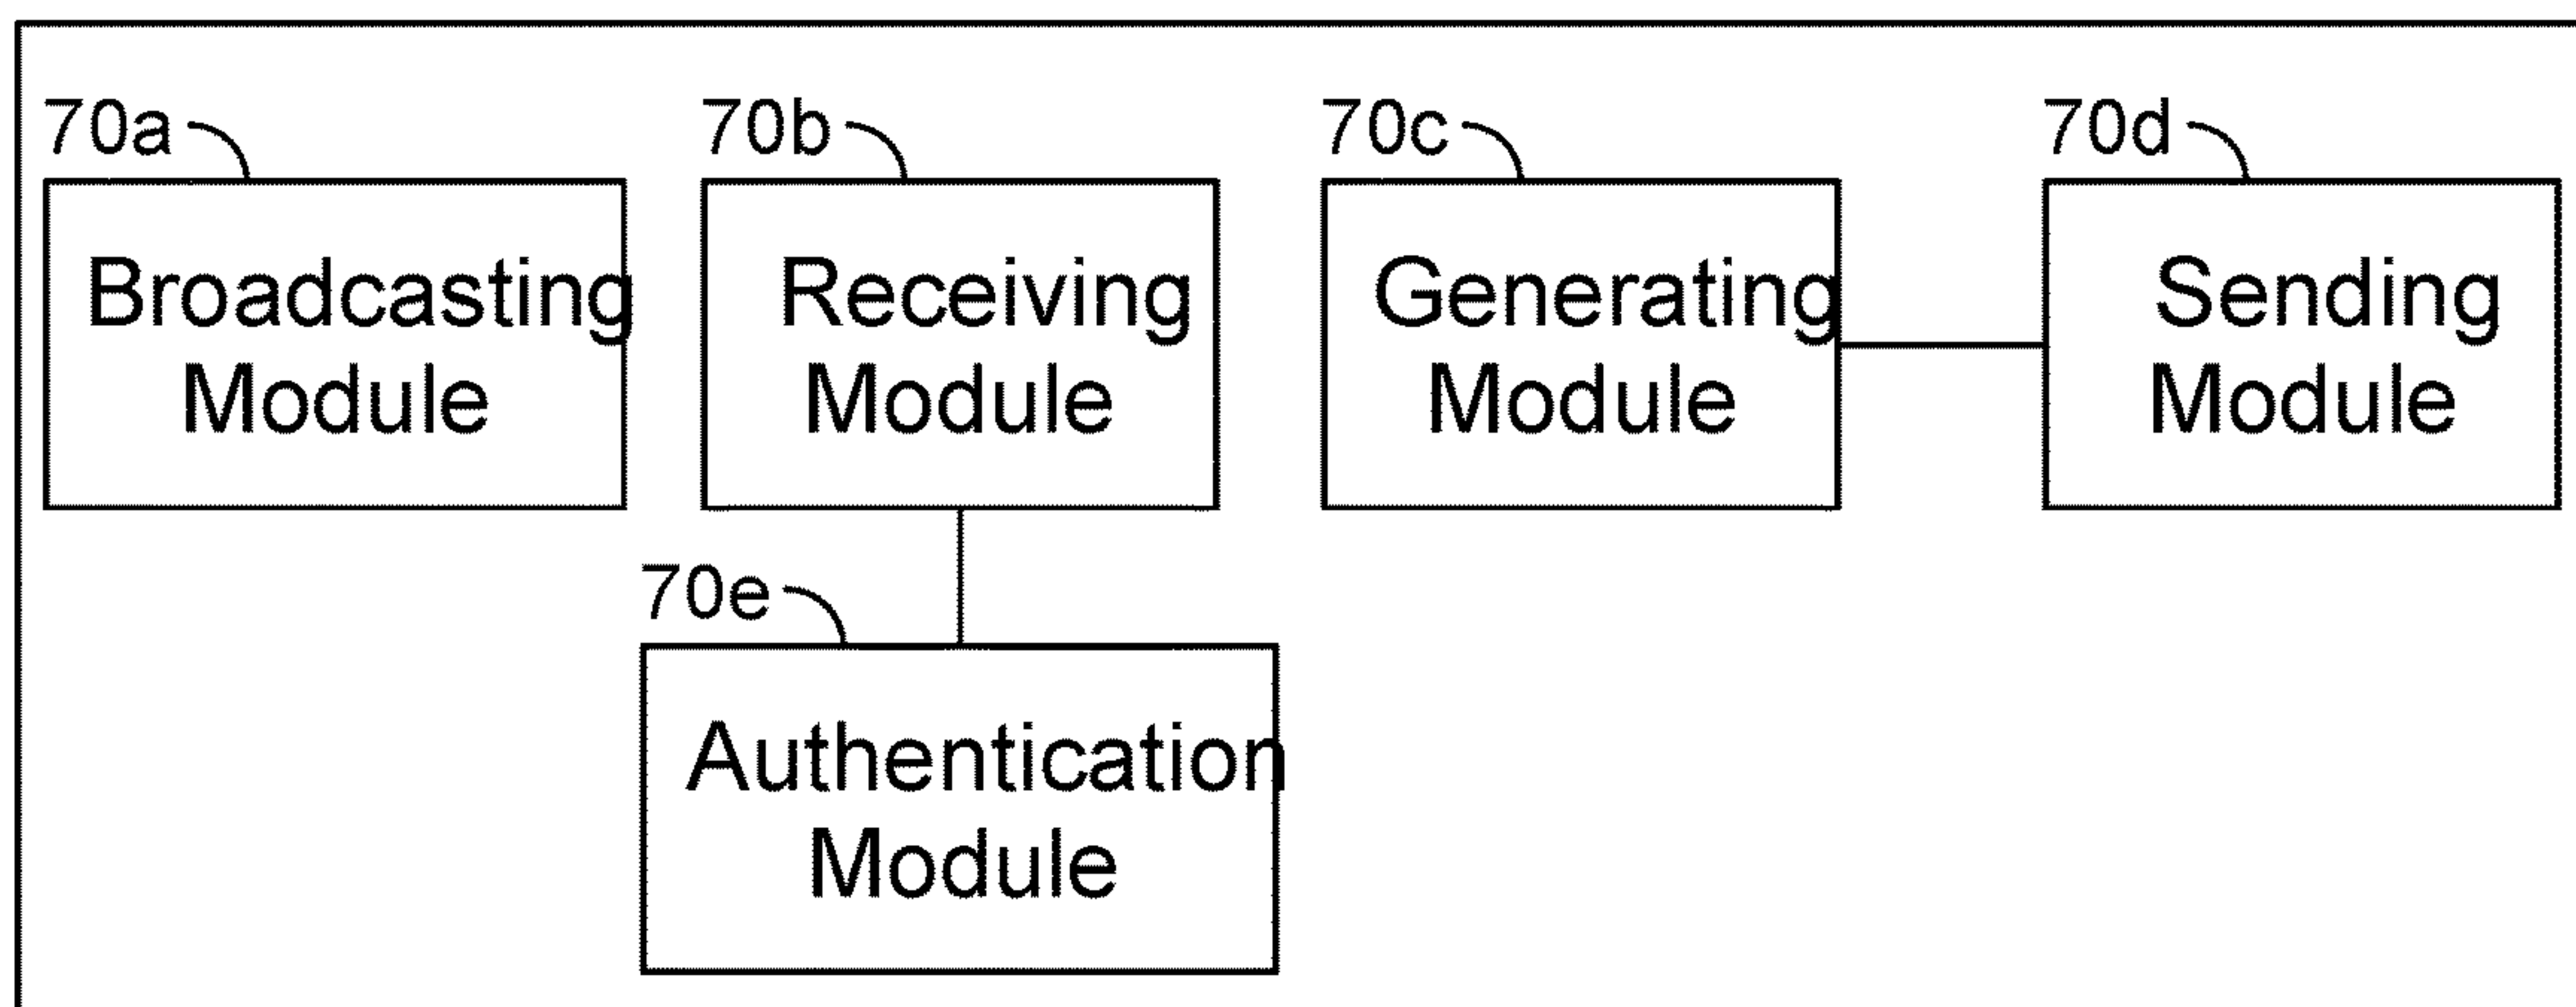 70a
Broadcasting
Module
70b
Receiving
Module
70c
Generating
Module
70d
Sending
Module
70e
Authentication
Module